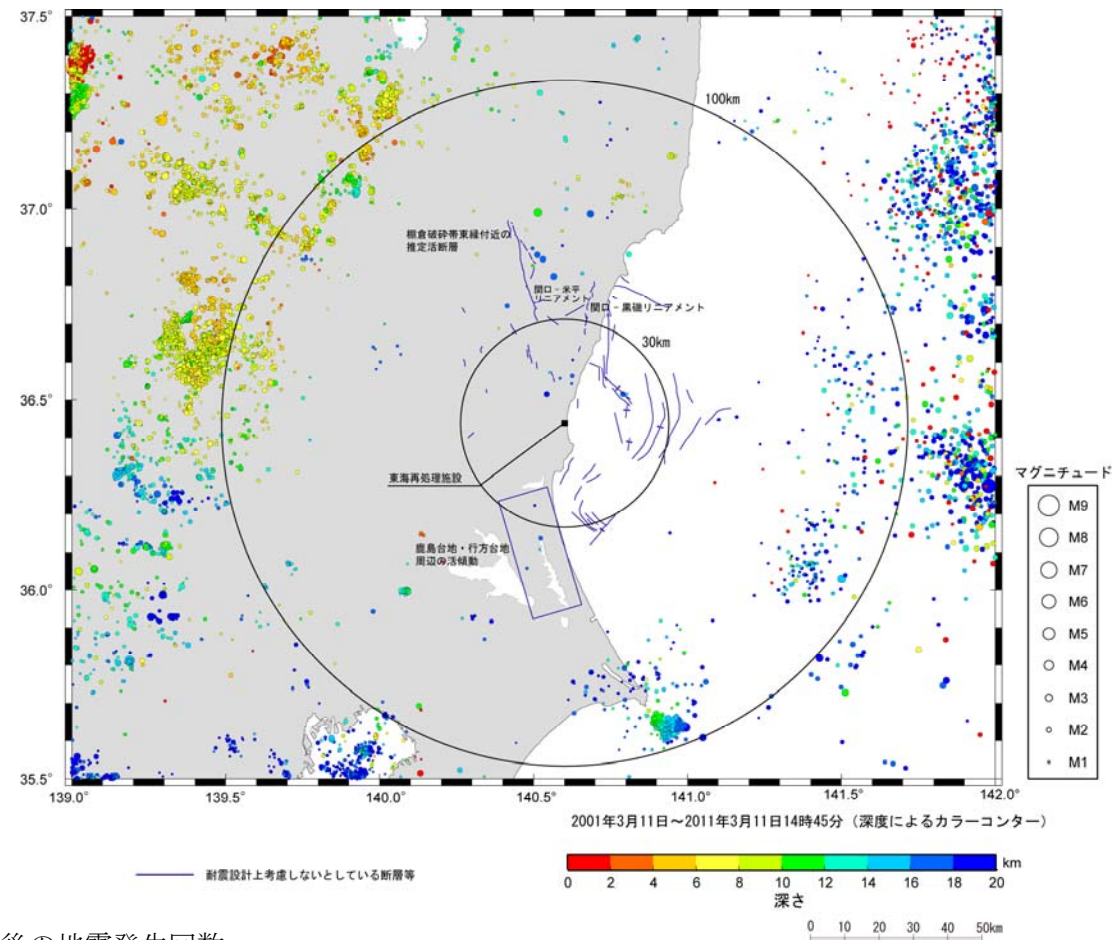 37.5°
100km
37.0°
棚倉破砕帯東縁付近の
推定活断層
関口-米平
リニアメント
関口-黒磯リニアメント
30km
36.5°
東海再処理施設
鹿島台地・行方台地
周辺の活傾動
36.0°
35.5°
139.0°
139.5°
140.0°
140.5°
141.0°
141.5°
142.0°
マグニチュード
M9
M8
M7
M6
M5
M4
M3
M2
M1
2001年3月11日～2011年3月11日14時45分（深度によるカラーコンター）
耐震設計上考慮しないとしている断層等
km
0 2 4 6 8 10 12 14 16 18 20
深さ
0 10 20 30 40 50km
後の地震発生回数